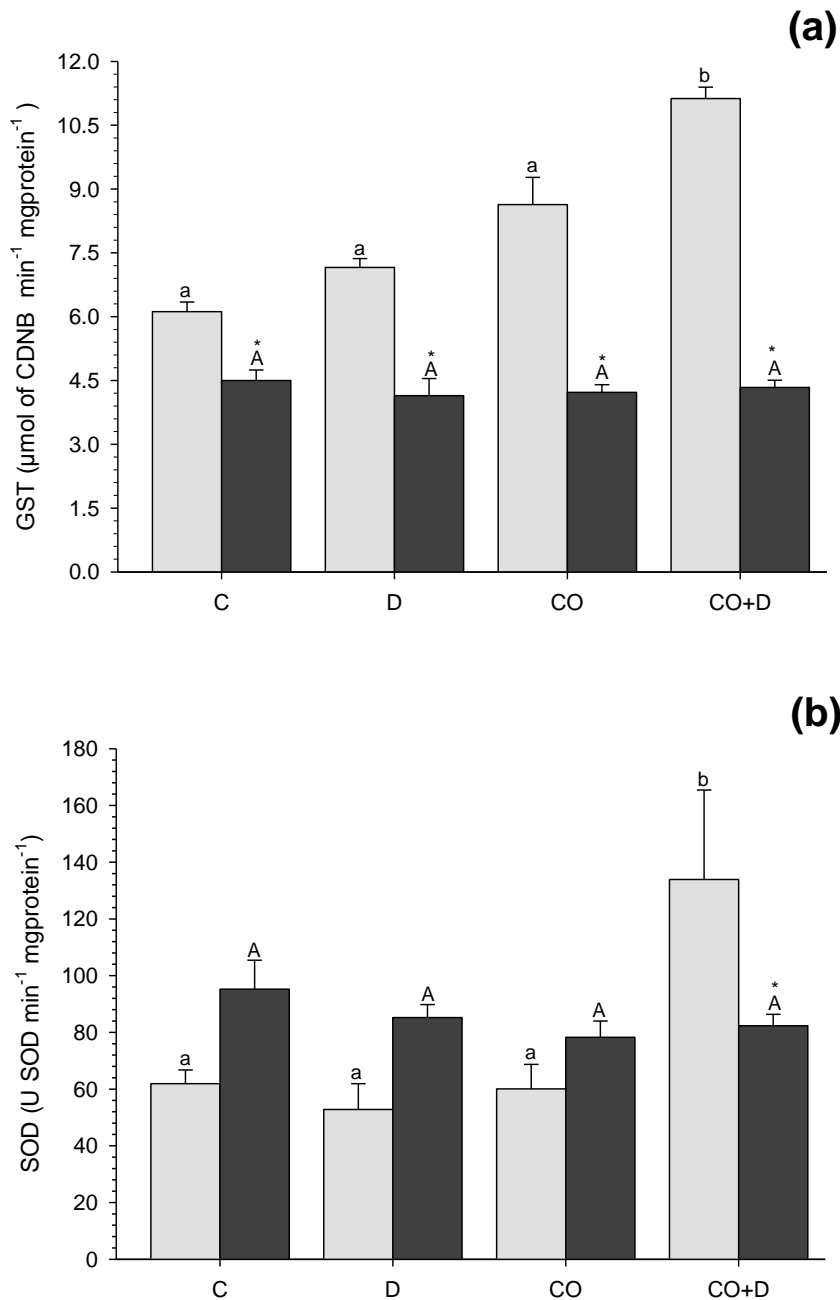 (a)
GST (µmol of CDNB min⁻¹ mgprotein⁻¹ )
12.0
10.5
9.0
7.5
6.0
4.5
3.0
1.5
0.0
a
*
A
a
*
A
a
*
A
b
*
A
C D CO CO+D
(b)
SOD (U SOD min⁻¹ mgprotein⁻¹)
180
160
140
120
100
80
60
40
20
0
a
A
a
A
a
A
b
*
A
C D CO CO+D